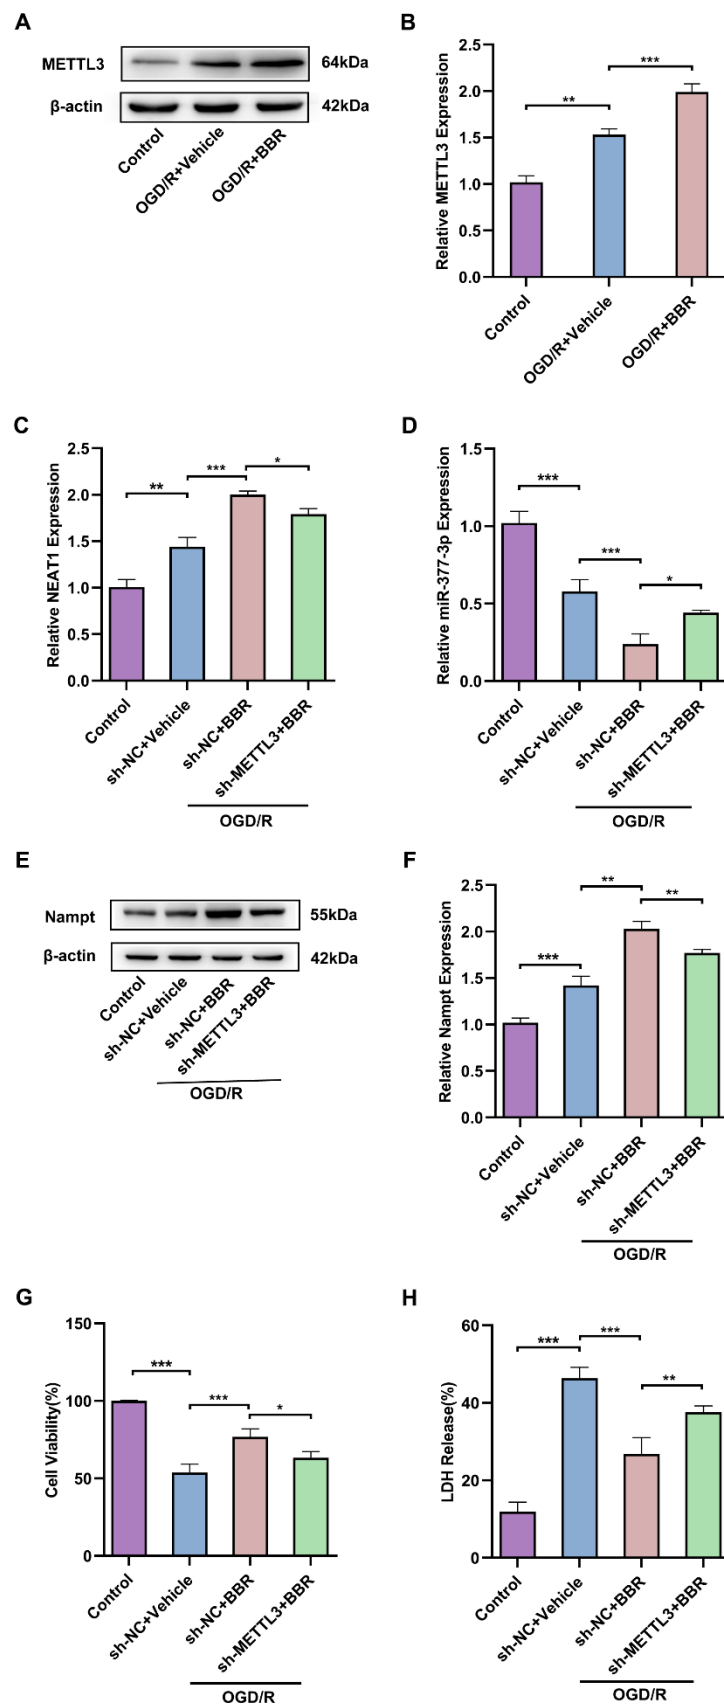 A
METTL3 64kDa
β-actin 42kDa
Control
OGD/R+Vehicle
OGD/R+BBR
B
Relative METTL3 Expression
2.5
2.0
1.5
1.0
0.5
0.0
**
***
Control
OGD/R+Vehicle
OGD/R+BBR
C
Relative NEAT1 Expression
2.5
2.0
1.5
1.0
0.5
0.0
**
***
*
Control
sh-NC+Vehicle
sh-NC+BBR
sh-METTL3+BBR
OGD/R
D
Relative miR-377-3p Expression
1.5
1.0
0.5
0.0
***
***
*
Control
sh-NC+Vehicle
sh-NC+BBR
sh-METTL3+BBR
OGD/R
E
Nampt 55kDa
β-actin 42kDa
Control
sh-NC+Vehicle
sh-NC+BBR
sh-METTL3+BBR
OGD/R
F
Relative Nampt Expression
2.5
2.0
1.5
1.0
0.5
0.0
***
**
**
Control
sh-NC+Vehicle
sh-NC+BBR
sh-METTL3+BBR
OGD/R
G
Cell Viability(%)
150
100
50
0
***
***
*
Control
sh-NC+Vehicle
sh-NC+BBR
sh-METTL3+BBR
OGD/R
H
LDH Release(%)
60
40
20
0
***
***
**
Control
sh-NC+Vehicle
sh-NC+BBR
sh-METTL3+BBR
OGD/R